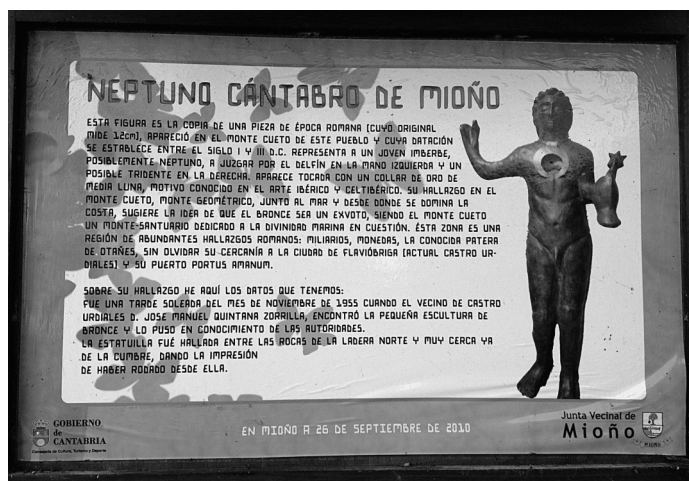 NEPTUNO CÁNTABRO DE MIOÑO
ESTA FIGURA ES LA COPIA DE UNA PIEZA DE ÉPOCA ROMANA (CUYO ORIGINAL
MIDE 12cm), APARECIÓ EN EL MONTE CUETO DE ESTE PUEBLO Y CUYA DATACIÓN
SE ESTABLECE ENTRE EL SIGLO I Y III D.C. REPRESENTA A UN JOVEN IMBERBE,
POSIBLEMENTE NEPTUNO, A JUZGAR POR EL DELFÍN EN LA MANO IZQUIERDA Y UN
POSIBLE TRIDENTE EN LA DERECHA. APARECE TOCADA CON UN COLLAR DE ORO DE
MEDIA LUNA, MOTIVO CONOCIDO EN EL ARTE IBÉRICO Y CELTIBÉRICO. SU HALLAZGO EN EL
MONTE CUETO, MONTE GEOMÉTRICO, JUNTO AL MAR Y DESDE DONDE SE DOMINA LA
COSTA, SUGIERE LA IDEA DE QUE EL BRONCE SEA UN EXVOTO, SIENDO EL MONTE CUETO
UN MONTE-SANTUARIO DEDICADO A LA DIVINIDAD MARINA EN CUESTIÓN. ÉSTA ZONA ES UNA
REGIÓN DE ABUNDANTES HALLAZGOS ROMANOS: MILIARIOS, MONEDAS, LA CONOCIDA PATERA
DE OTAÑES, SIN OLVIDAR SU CERCANÍA A LA CIUDAD DE FLAVIÓBRIGA (ACTUAL CASTRO UR-
DIALES) Y SU PUERTO PORTUS AMANUM.
SOBRE SU HALLAZGO HE AQUÍ LOS DATOS QUE TENEMOS:
FUE UNA TARDE SOLEADA DEL MES DE NOVIEMBRE DE 1955 CUANDO EL VECINO DE CASTRO
URDIALES D. JOSE MANUEL QUINTANA ZORRILLA, ENCONTRÓ LA PEQUEÑA ESCULTURA DE
BRONCE Y LO PUSO EN CONOCIMIENTO DE LAS AUTORIDADES.
LA ESTATUILLA FUÉ HALLADA ENTRE LAS ROCAS DE LA LADERA NORTE Y MUY CERCA YA
DE LA CUMBRE, DANDO LA IMPRESIÓN
DE HABER RODADO DESDE ELLA.
GOBIERNO
de
CANTABRIA
Consejería de Cultura, Turismo y Deporte
EN MIOÑO A 26 DE SEPTIEMBRE DE 2010
Junta Vecinal de
Mioño
MIOÑO